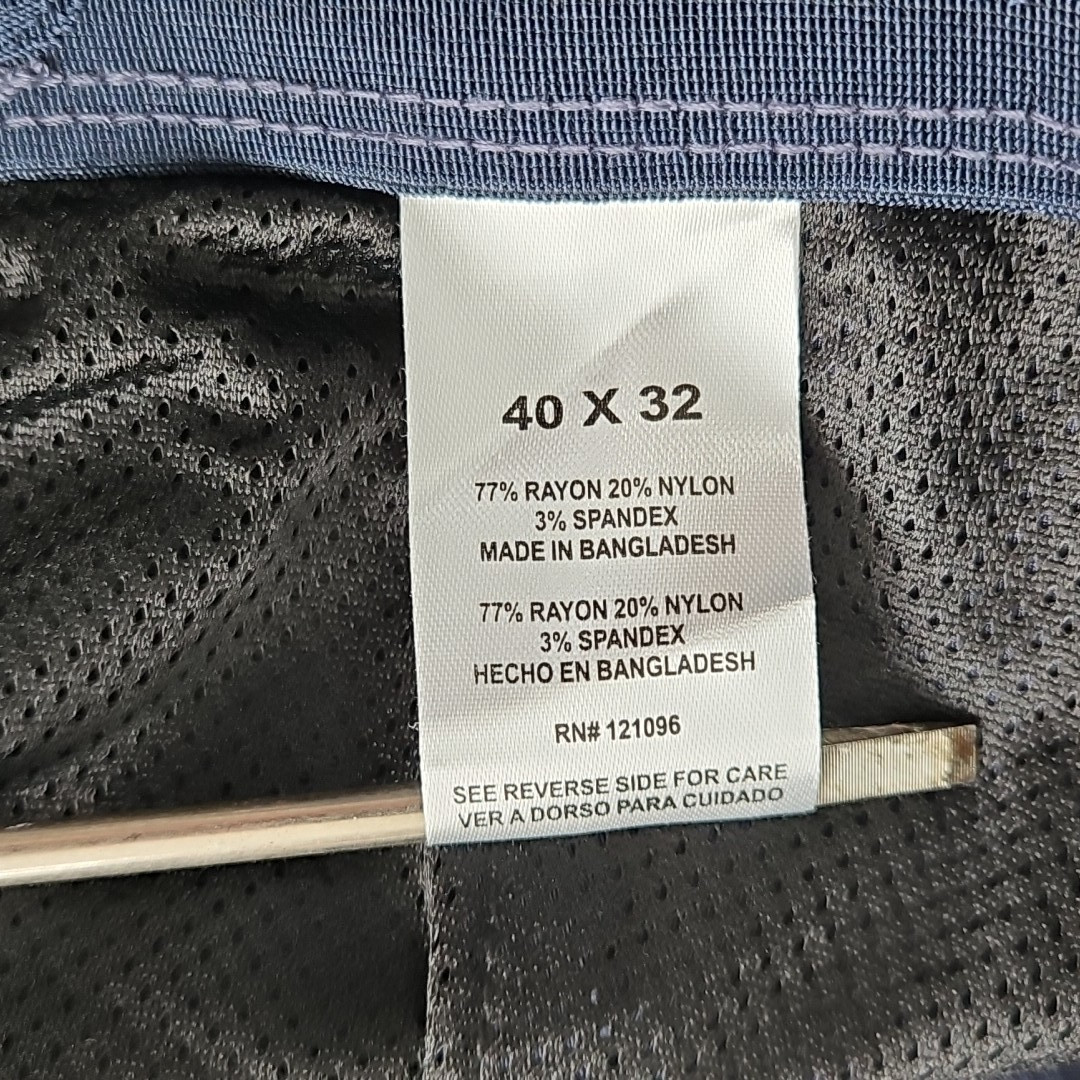 40 X 32
77% RAYON 20% NYLON
3% SPANDEX
MADE IN BANGLADESH
77% RAYON 20% NYLON
3% SPANDEX
HECHO EN BANGLADESH
RN# 121096
SEE REVERSE SIDE FOR CARE
VER A DORSO PARA CUIDADO